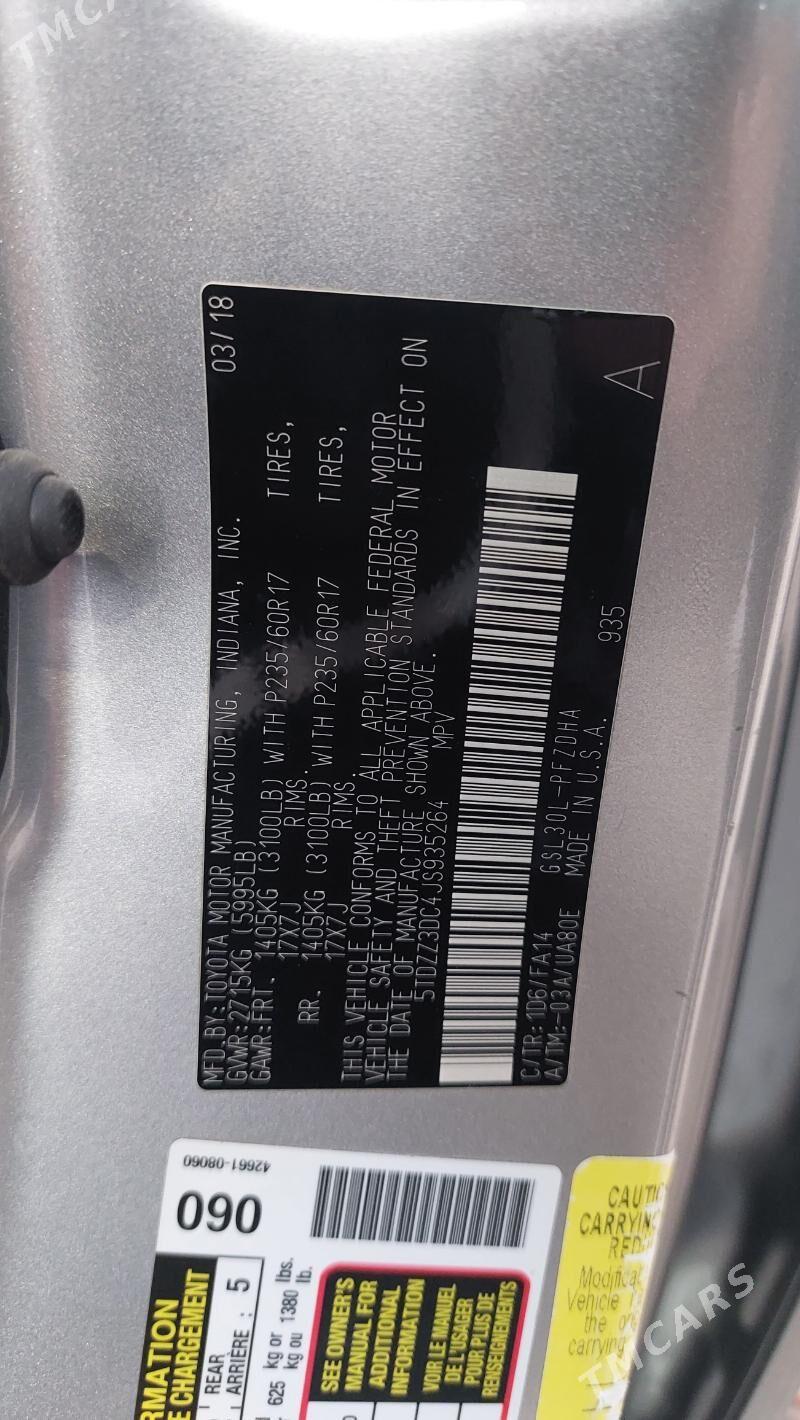 TMCARS
MFD.BY:TOYOTA MOTOR MANUFACTURING, INDIANA, INC. 03/18
GVWR:2715KG (5995LB)
GAWR:FRT. 1405KG (3100LB) WITH P235/60R17 TIRES,
17X7J RIMS.
RR. 1405KG (3100LB) WITH P235/60R17 TIRES,
17X7J RIMS.
THIS VEHICLE CONFORMS TO ALL APPLICABLE FEDERAL MOTOR
VEHICLE SAFETY AND THEFT PREVENTION STANDARDS IN EFFECT ON
THE DATE OF MANUFACTURE SHOWN ABOVE.
5TDZZ3DC4JS935264 MPV
C/TR:1D6/FA14 GSL30L-PFZDHA 935
A/TM:-03A/UA80E MADE IN U.S.A.
A
42661-08060
060
REAR
ARRIÈRE : 5
625 kg or 1380 lbs.
kg ou lb.
SEE OWNER'S
MANUAL FOR
ADDITIONAL
INFORMATION
VOIR LE MANUEL
DE L'USAGER
POUR PLUS DE
RENSEIGNEMENTS
CARRYIN
Vehicle
the
carrying
TMCARS